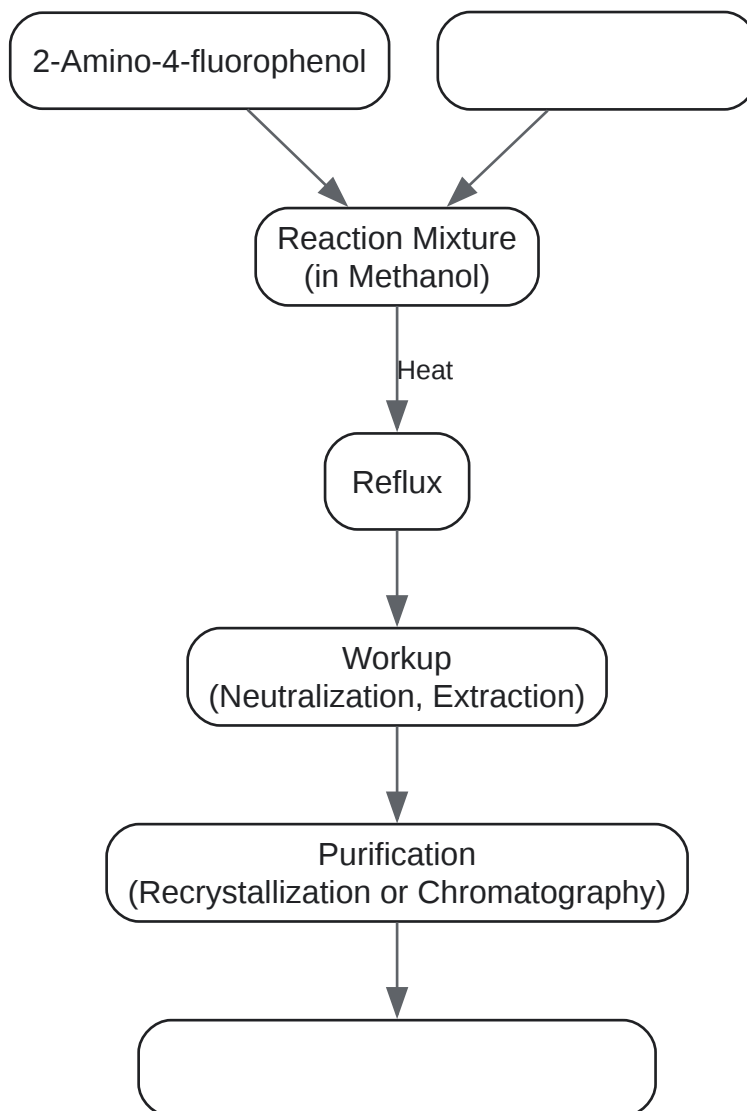 2-Amino-4-fluorophenol
Reaction Mixture
(in Methanol)
Heat
Reflux
Workup
(Neutralization, Extraction)
Purification
(Recrystallization or Chromatography)